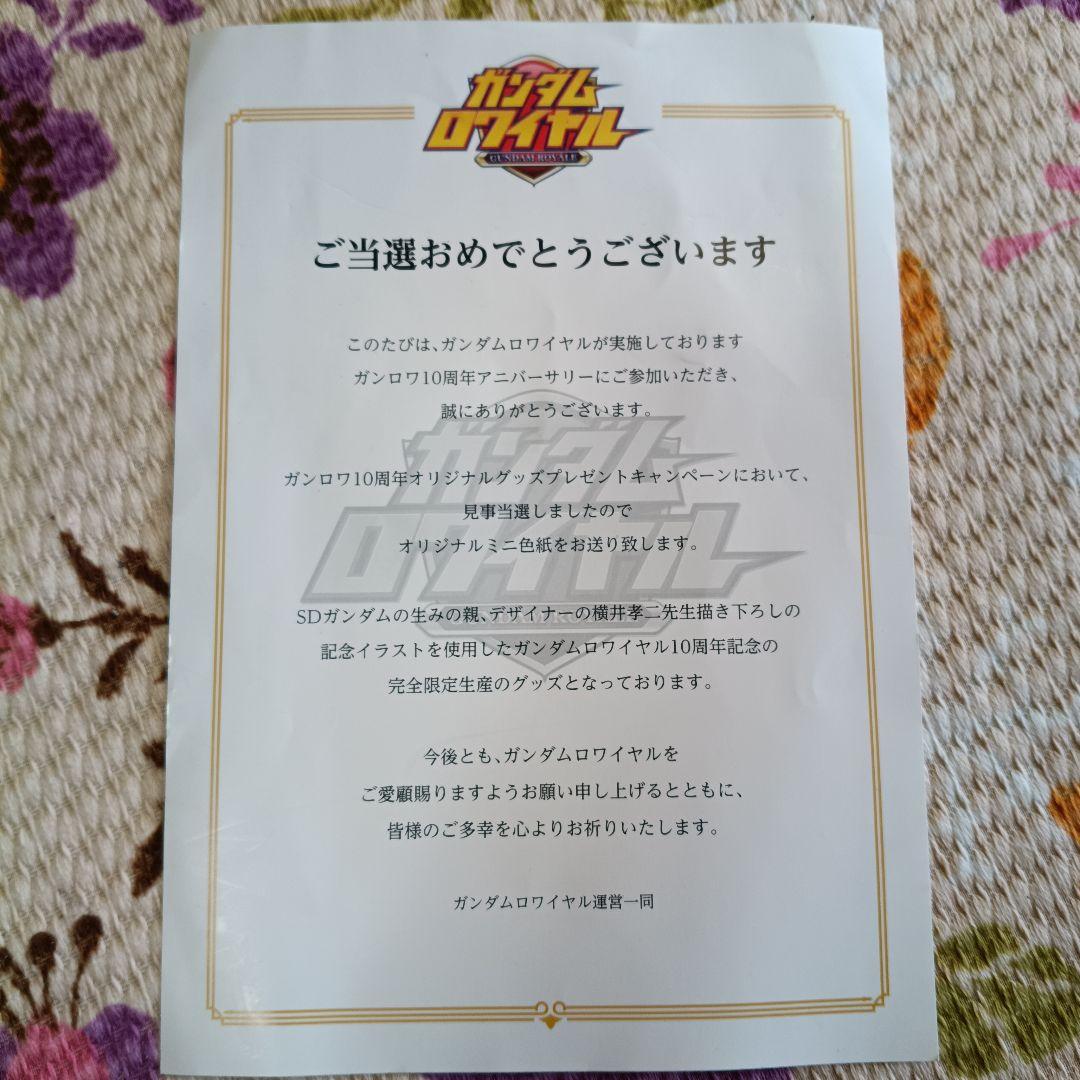 ガンダム
ロワイヤル
GUNDAM ROYALE
ご当選おめでとうございます
このたびは、ガンダムロワイヤルが実施しております
ガンロワ10周年アニバーサリーにご参加いただき、
誠にありがとうございます。
ガンロワ10周年オリジナルグッズプレゼントキャンペーンにおいて、
見事当選しましたので
オリジナルミニ色紙をお送り致します。
SDガンダムの生みの親、デザイナーの横井孝二先生描き下ろしの
記念イラストを使用したガンダムロワイヤル10周年記念の
完全限定生産のグッズとなっております。
今後とも、ガンダムロワイヤルを
ご愛顧賜りますようお願い申し上げるとともに、
皆様のご多幸を心よりお祈りいたします。
ガンダムロワイヤル運営一同
ガンダム
ロワイヤル
GUNDAM ROYALE